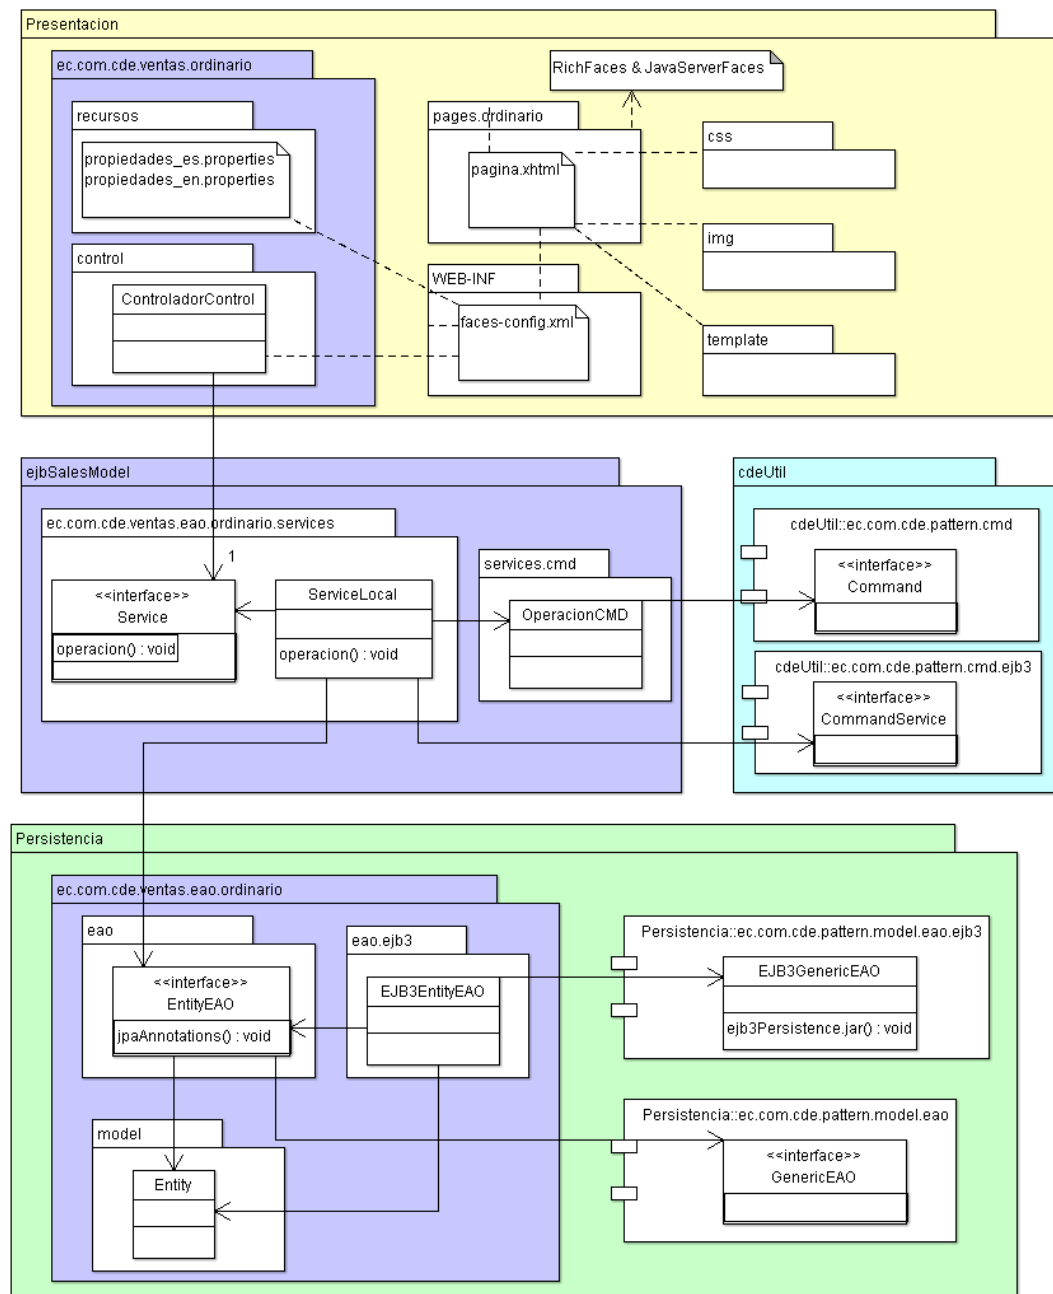 Presentacion
ec.com.cde.ventas.ordinario
RichFaces & JavaServerFaces
recursos
propiedades_es.properties
propiedades_en.properties
pages.ordinario
pagina.xhtml
css
img
control
ControladorControl
WEB-INF
faces-config.xml
template
ejbSalesModel
cdeUtil
ec.com.cde.ventas.eao.ordinario.services
cdeUtil::ec.com.cde.pattern.cmd
1
services.cmd
<<interface>>
Command
<<interface>>
Service
operacion() : void
ServiceLocal
operacion() : void
OperacionCMD
cdeUtil::ec.com.cde.pattern.cmd.ejb3
<<interface>>
CommandService
Persistencia
ec.com.cde.ventas.eao.ordinario
eao
eao.ejb3
Persistencia::ec.com.cde.pattern.model.eao.ejb3
<<interface>>
EntityEAO
jpaAnnotations() : void
EJB3EntityEAO
EJB3GenericEAO
ejb3Persistence.jar() : void
model
Entity
Persistencia::ec.com.cde.pattern.model.eao
<<interface>>
GenericEAO